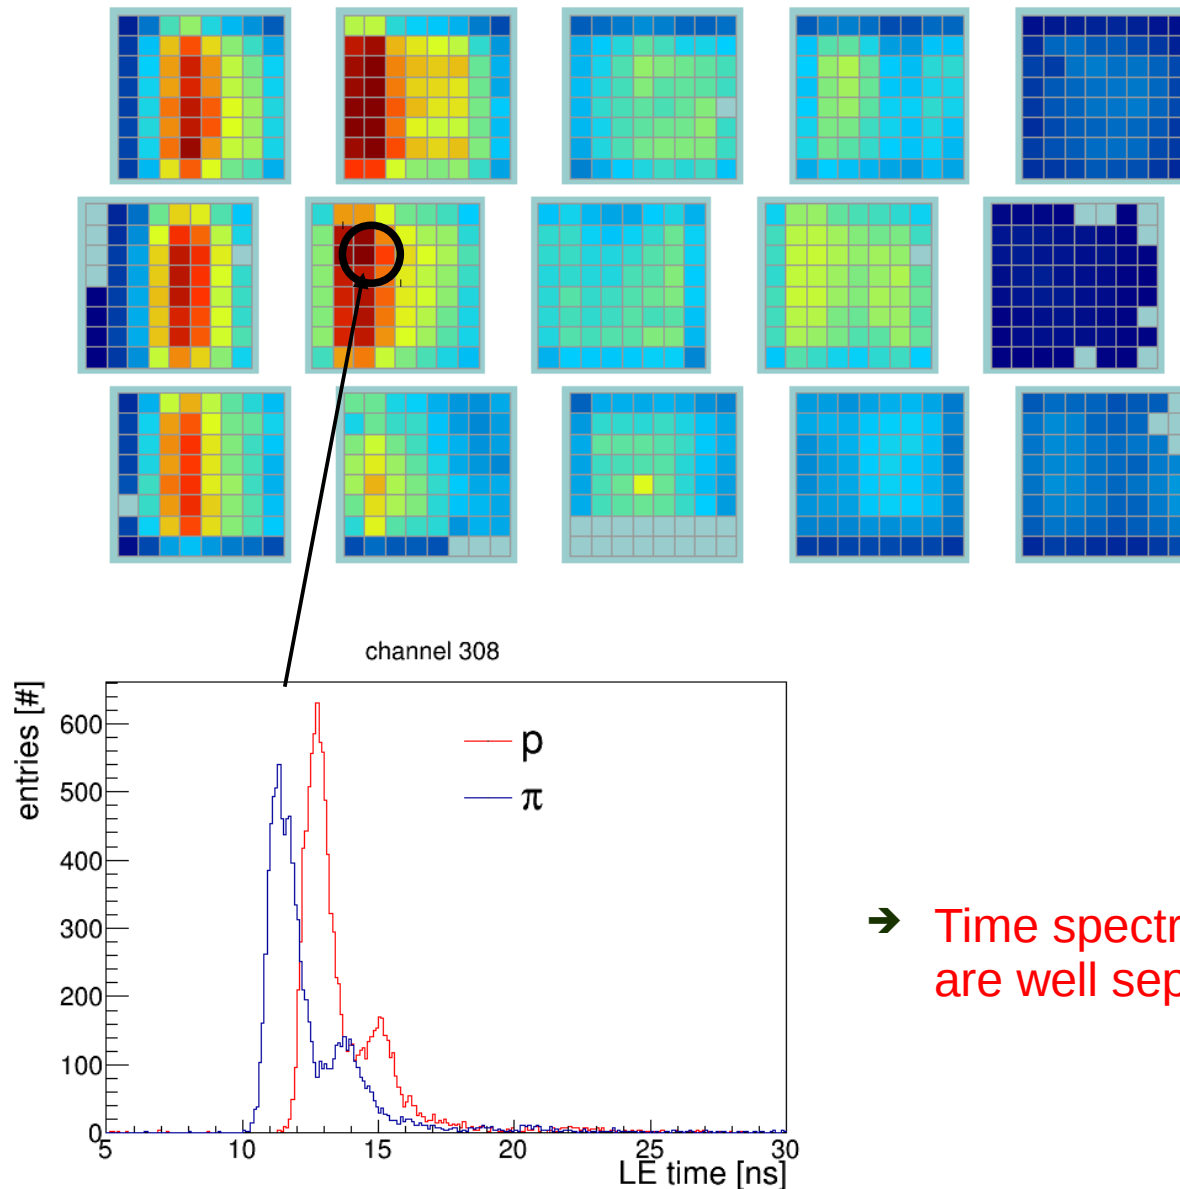 channel 308
entries [#]
600
500
400
300
200
100
0
p
π
5
10
15
20
25
30
LE time [ns]
➔ Time spectr
are well sep